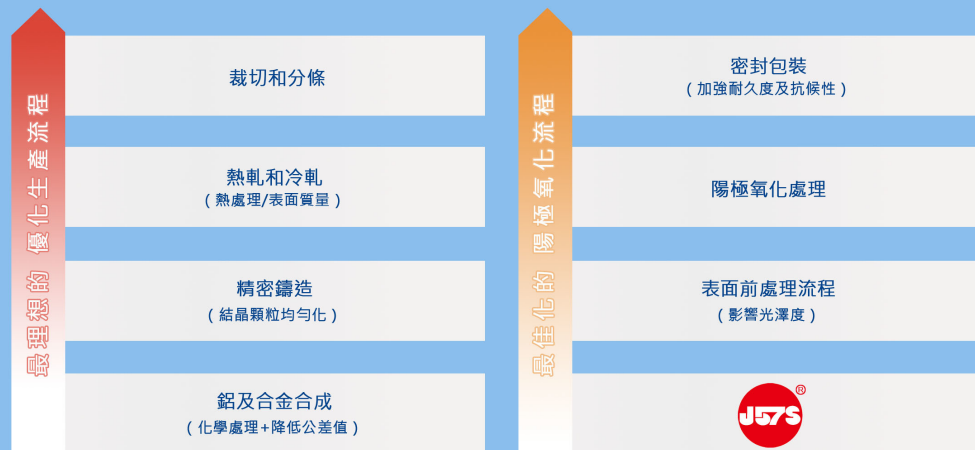 最理想的 優化生產流程
裁切和分條
熱軋和冷軋
(熱處理/表面質量)
精密鑄造
(結晶顆粒均勻化)
鋁及合金合成
(化學處理+降低公差值)
最佳化的 陽極氧化流程
密封包裝
(加強耐久度及抗候性)
陽極氧化處理
表面前處理流程
(影響光澤度)
J57S®